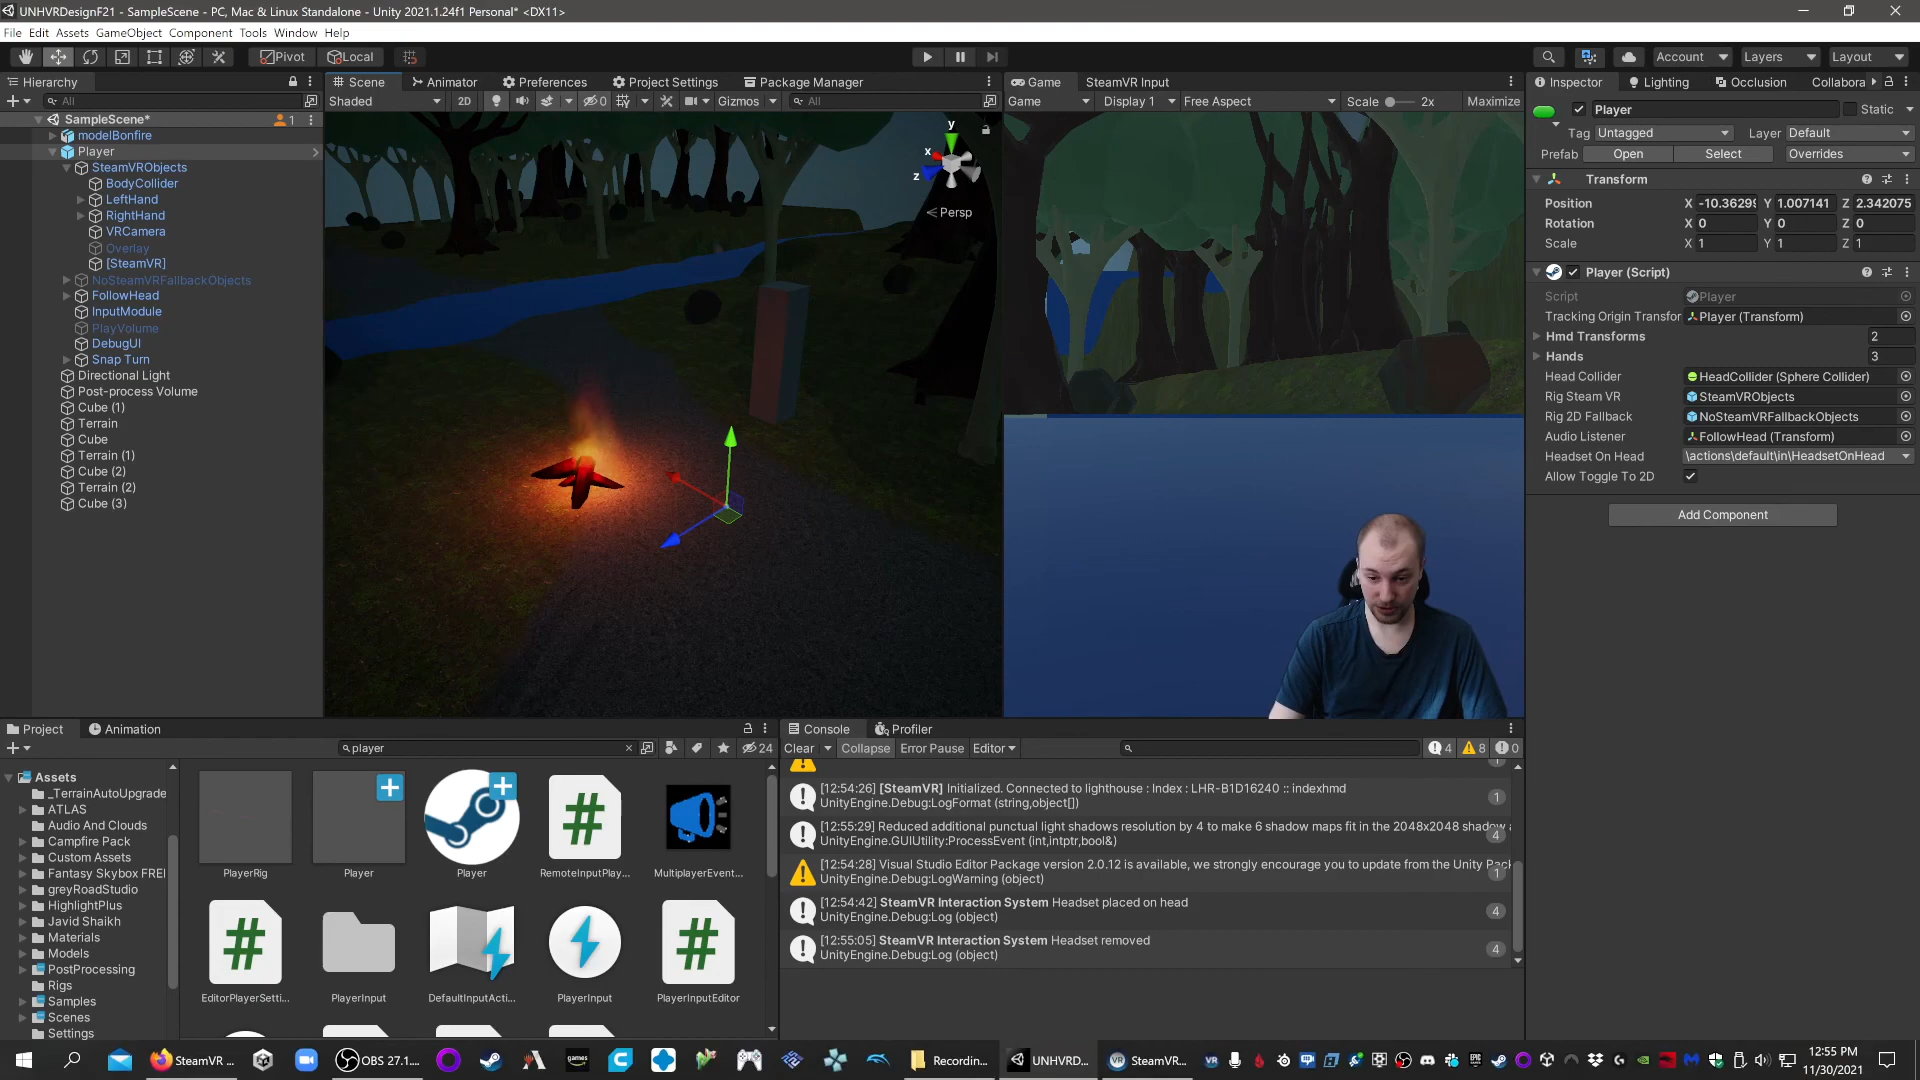 UNHVRDesignF21 - SampleScene - PC, Mac & Linux Standalone - Unity 2021.1.24f1 Personal* <DX11>
File Edit Assets GameObject Component Tools Window Help
Pivot Local Account Layers Layout
Hierarchy
All
SampleScene* 1
modelBonfire
Player
SteamVRObjects
BodyCollider
LeftHand
RightHand
VRCamera
Overlay
[SteamVR]
NoSteamVRFallbackObjects
FollowHead
InputModule
PlayVolume
DebugUI
Snap Turn
Directional Light
Post-process Volume
Cube (1)
Terrain
Cube
Terrain (1)
Cube (2)
Terrain (2)
Cube (3)
Scene Animator Preferences Project Settings Package Manager
Shaded 2D 0 Gizmos All
y
x
z
Persp
Game SteamVR Input
Game Display 1 Free Aspect Scale 2x Maximize
Inspector Lighting Occlusion Collabora
Player Static
Tag Untagged Layer Default
Prefab Open Select Overrides
Transform
Position X -10.36299 Y 1.007141 Z 2.342075
Rotation X 0 Y 0 Z 0
Scale X 1 Y 1 Z 1
Player (Script)
Script Player
Tracking Origin Transfor Player (Transform)
Hmd Transforms 2
Hands 3
Head Collider HeadCollider (Sphere Collider)
Rig Steam VR SteamVRObjects
Rig 2D Fallback NoSteamVRFallbackObjects
Audio Listener FollowHead (Transform)
Headset On Head \actions\default\in\HeadsetOnHead
Allow Toggle To 2D
Add Component
Project Animation
player 24
Assets
_TerrainAutoUpgrade
ATLAS
Audio And Clouds
Campfire Pack
Custom Assets
Fantasy Skybox FREI
greyRoadStudio
HighlightPlus
Javid Shaikh
Materials
Models
PostProcessing
Rigs
Samples
Scenes
Settings
PlayerRig Player Player RemoteInputPlay... MultiplayerEvent...
EditorPlayerSetti... PlayerInput DefaultInputActi... PlayerInput PlayerInputEditor
Console Profiler
Clear Collapse Error Pause Editor 4 8 0
[12:54:26] [SteamVR] Initialized. Connected to lighthouse : Index : LHR-B1D16240 :: indexhmd
UnityEngine.Debug:LogFormat (string,object[]) 1
[12:55:29] Reduced additional punctual light shadows resolution by 4 to make 6 shadow maps fit in the 2048x2048 shadow a
UnityEngine.GUIUtility:ProcessEvent (int,intptr,bool&) 4
[12:54:28] Visual Studio Editor Package version 2.0.12 is available, we strongly encourage you to update from the Unity Pack
UnityEngine.Debug:LogWarning (object) 1
[12:54:42] SteamVR Interaction System Headset placed on head
UnityEngine.Debug:Log (object) 4
[12:55:05] SteamVR Interaction System Headset removed
UnityEngine.Debug:Log (object) 4
SteamVR ... OBS 27.1.... Recordin... UNHVRD... SteamVR...
12:55 PM
11/30/2021